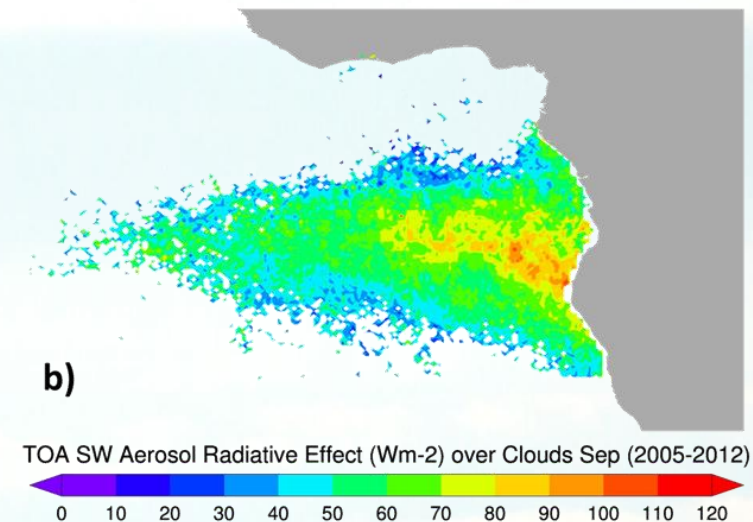 b)
TOA SW Aerosol Radiative Effect (Wm-2) over Clouds Sep (2005-2012)
0 10 20 30 40 50 60 70 80 90 100 110 120